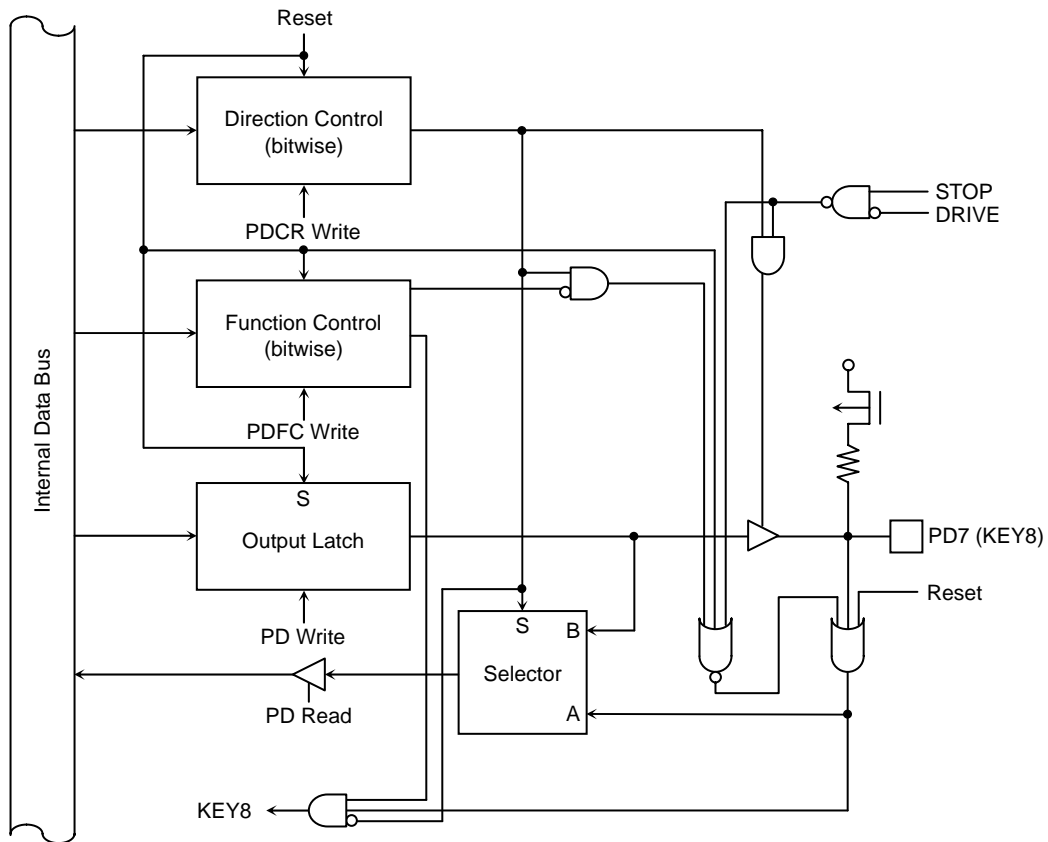 Reset
Direction Control
(bitwise)
STOP
DRIVE
PDCR Write
Function Control
(bitwise)
Internal Data Bus
PDFC Write
S
Output Latch
PD7 (KEY8)
Reset
PD Write
S
B
Selector
A
PD Read
KEY8